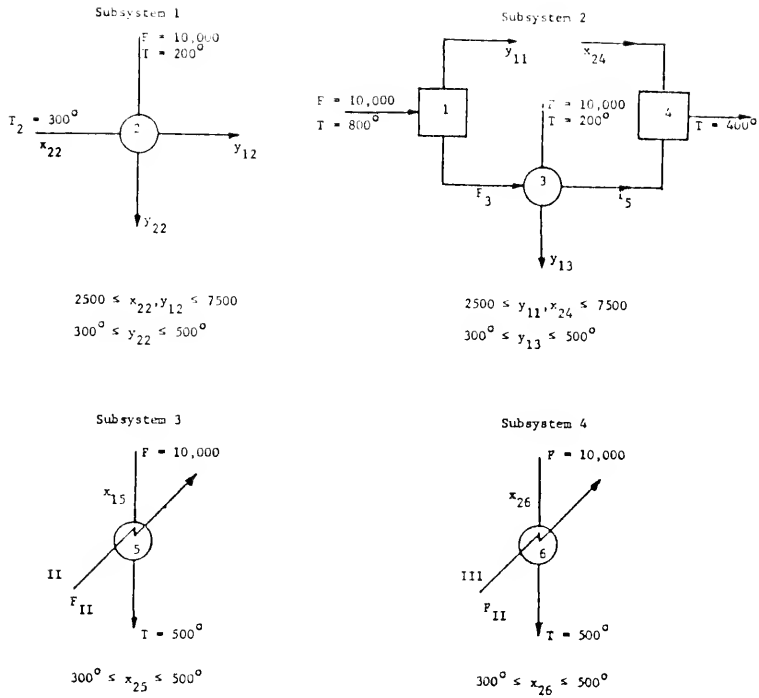 Subsystem 1
F = 10,000
T = 200°
T2 = 300°
x22
2
y12
y22
2500 ≤ x22,y12 ≤ 7500
300° ≤ y22 ≤ 500°
Subsystem 2
y11
x24
F = 10,000
T = 800°
1
F = 10,000
T = 200°
4
T = 400°
3
F3
y13
2500 ≤ y11,x24 ≤ 7500
300° ≤ y13 ≤ 500°
Subsystem 3
F = 10,000
x15
5
II
FII
T = 500°
300° ≤ x25 ≤ 500°
Subsystem 4
F = 10,000
x26
6
III
FII
T = 500°
300° ≤ x26 ≤ 500°